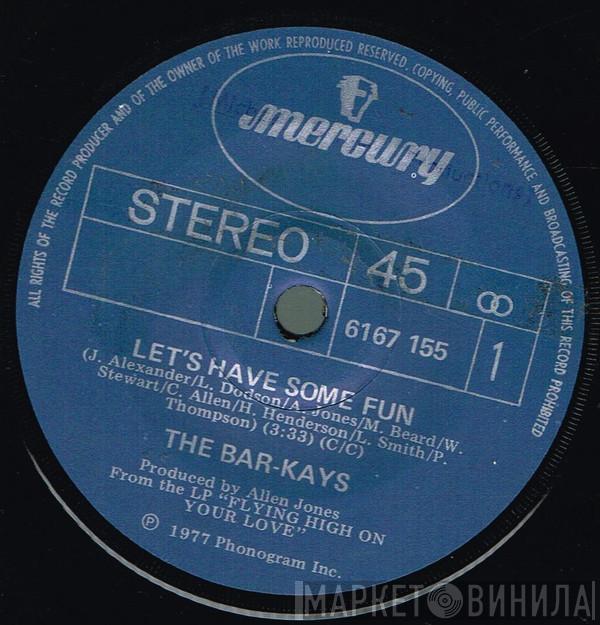 ALL RIGHTS OF THE RECORD PRODUCER AND OF THE OWNER OF THE WORK REPRODUCED RESERVED. COPYING, PUBLIC PERFORMANCE AND BROADCASTING OF THIS RECORD PROHIBITED
mercury
STEREO 45
6167 155 1
LET'S HAVE SOME FUN
(J. Alexander/L. Dodson/A. Jones/M. Beard/W.
Stewart/C. Allen/H. Henderson/L. Smith/P.
Thompson) (3:33) (C/C)
THE BAR-KAYS
Produced by Allen Jones
From the LP "FLYING HIGH ON
YOUR LOVE"
℗ 1977 Phonogram Inc.
МАРКЕТ ВИНИЛА